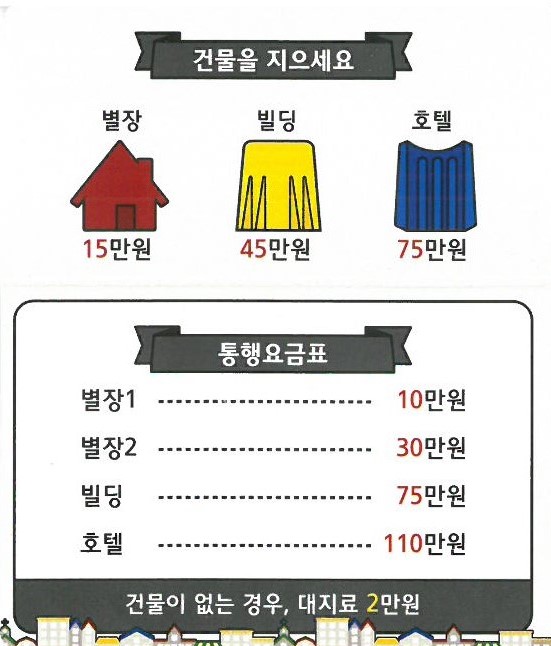 건물을 지으세요
별장 빌딩 호텔
15만원 45만원 75만원
통행요금표
별장1 ---------------------- 10만원
별장2 ---------------------- 30만원
빌딩 ---------------------- 75만원
호텔 ---------------------- 110만원
건물이 없는 경우, 대지료 2만원